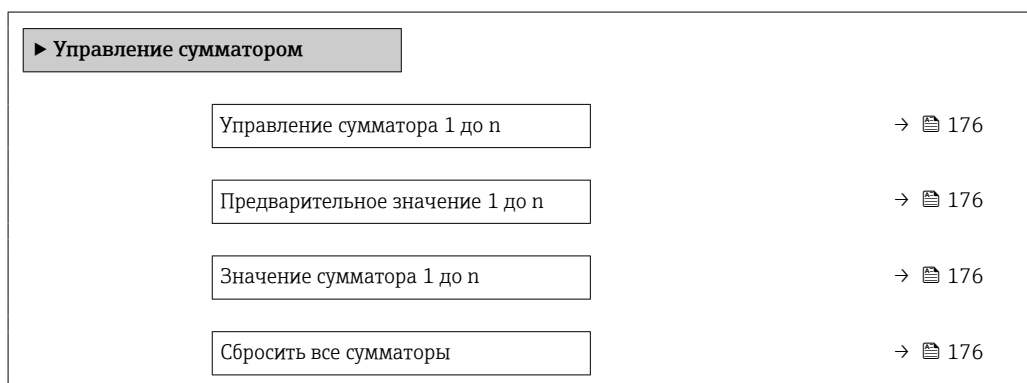 ▶ Управление сумматором
Управление сумматора 1 до n → 176
Предварительное значение 1 до n → 176
Значение сумматора 1 до n → 176
Сбросить все сумматоры → 176